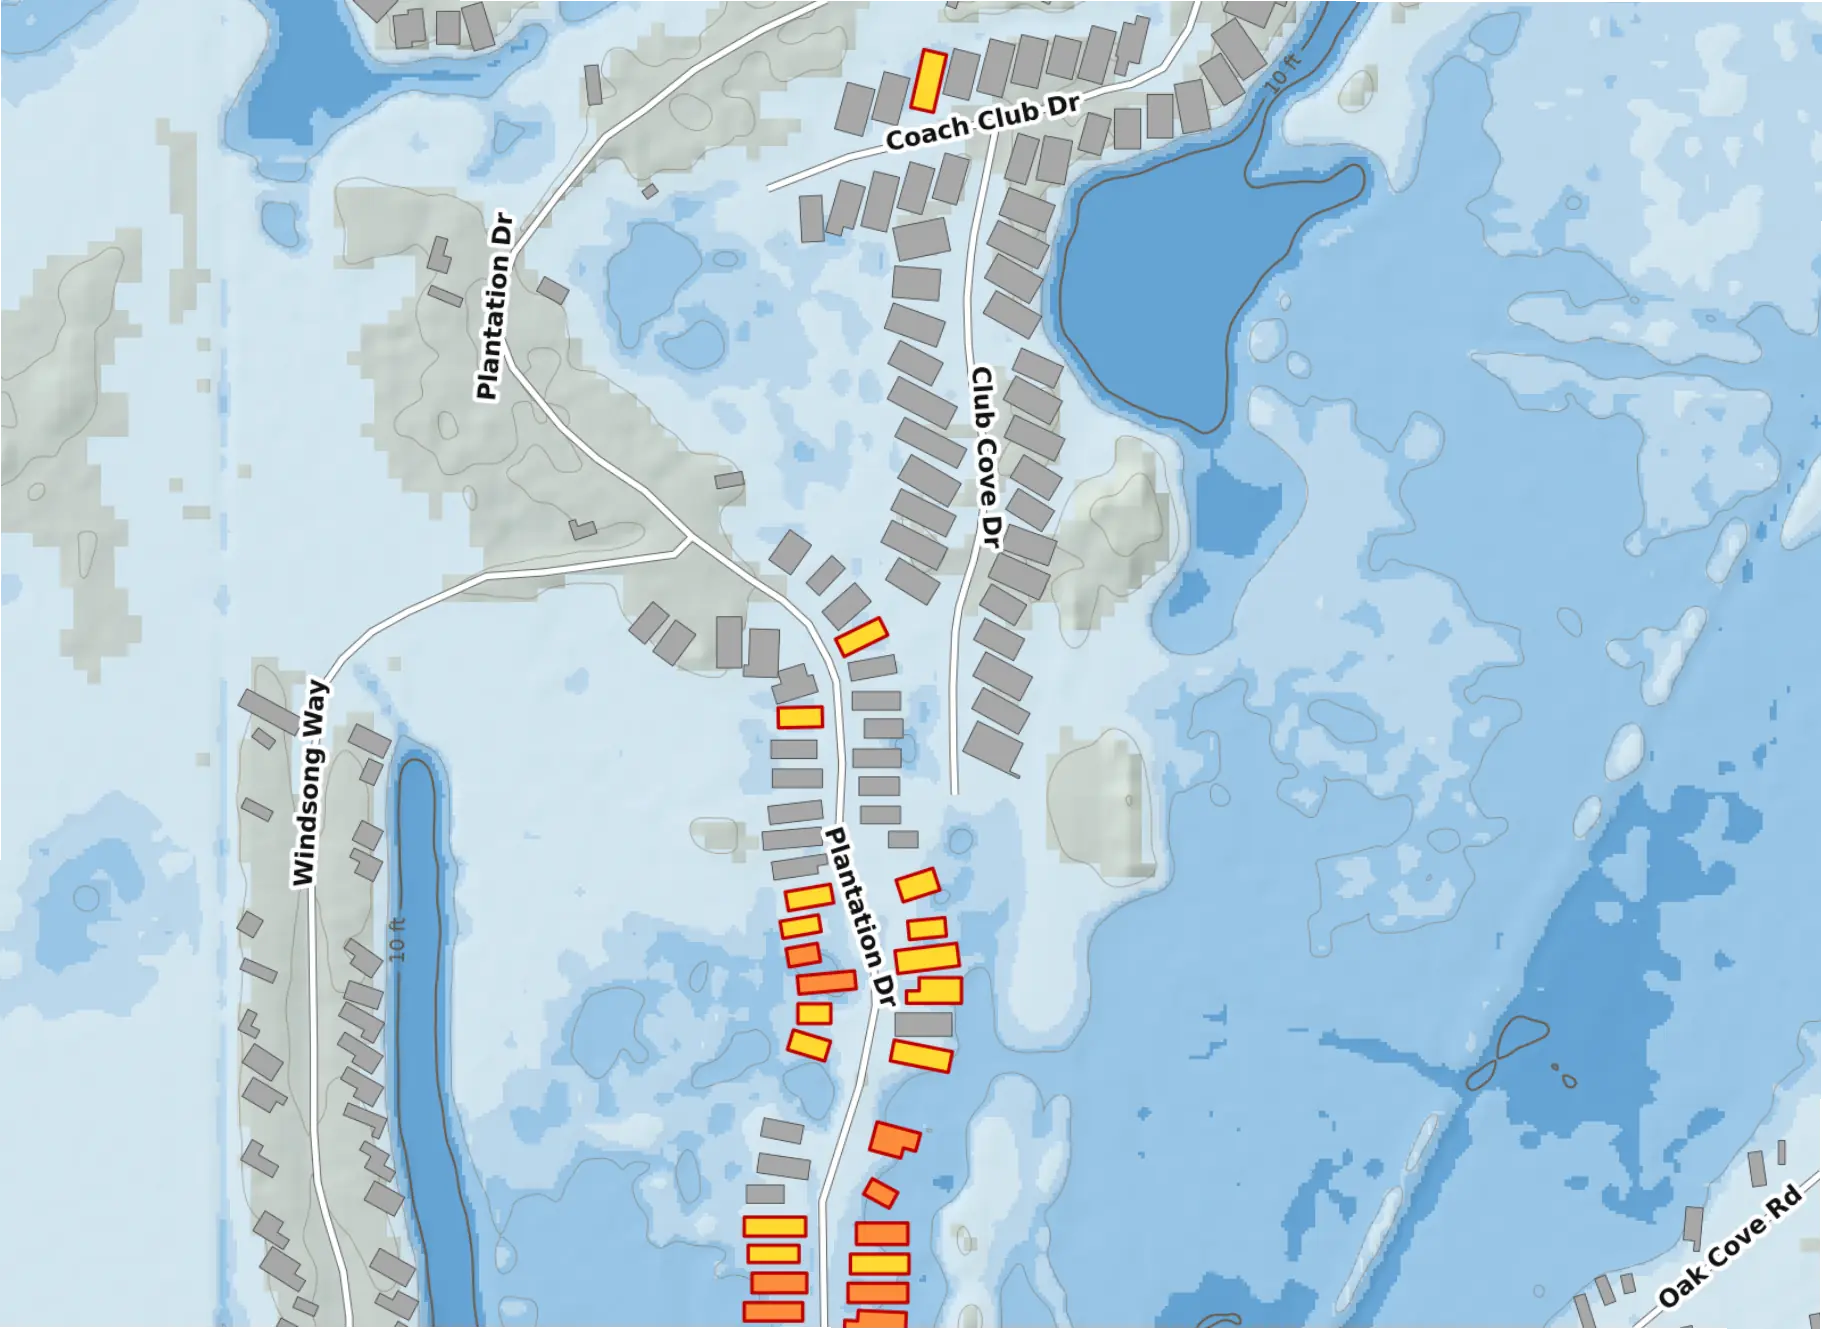 10 ft
Coach Club Dr
Plantation Dr
Club Cove Dr
Windsong Way
Plantation Dr
10 ft
Oak Cove Rd